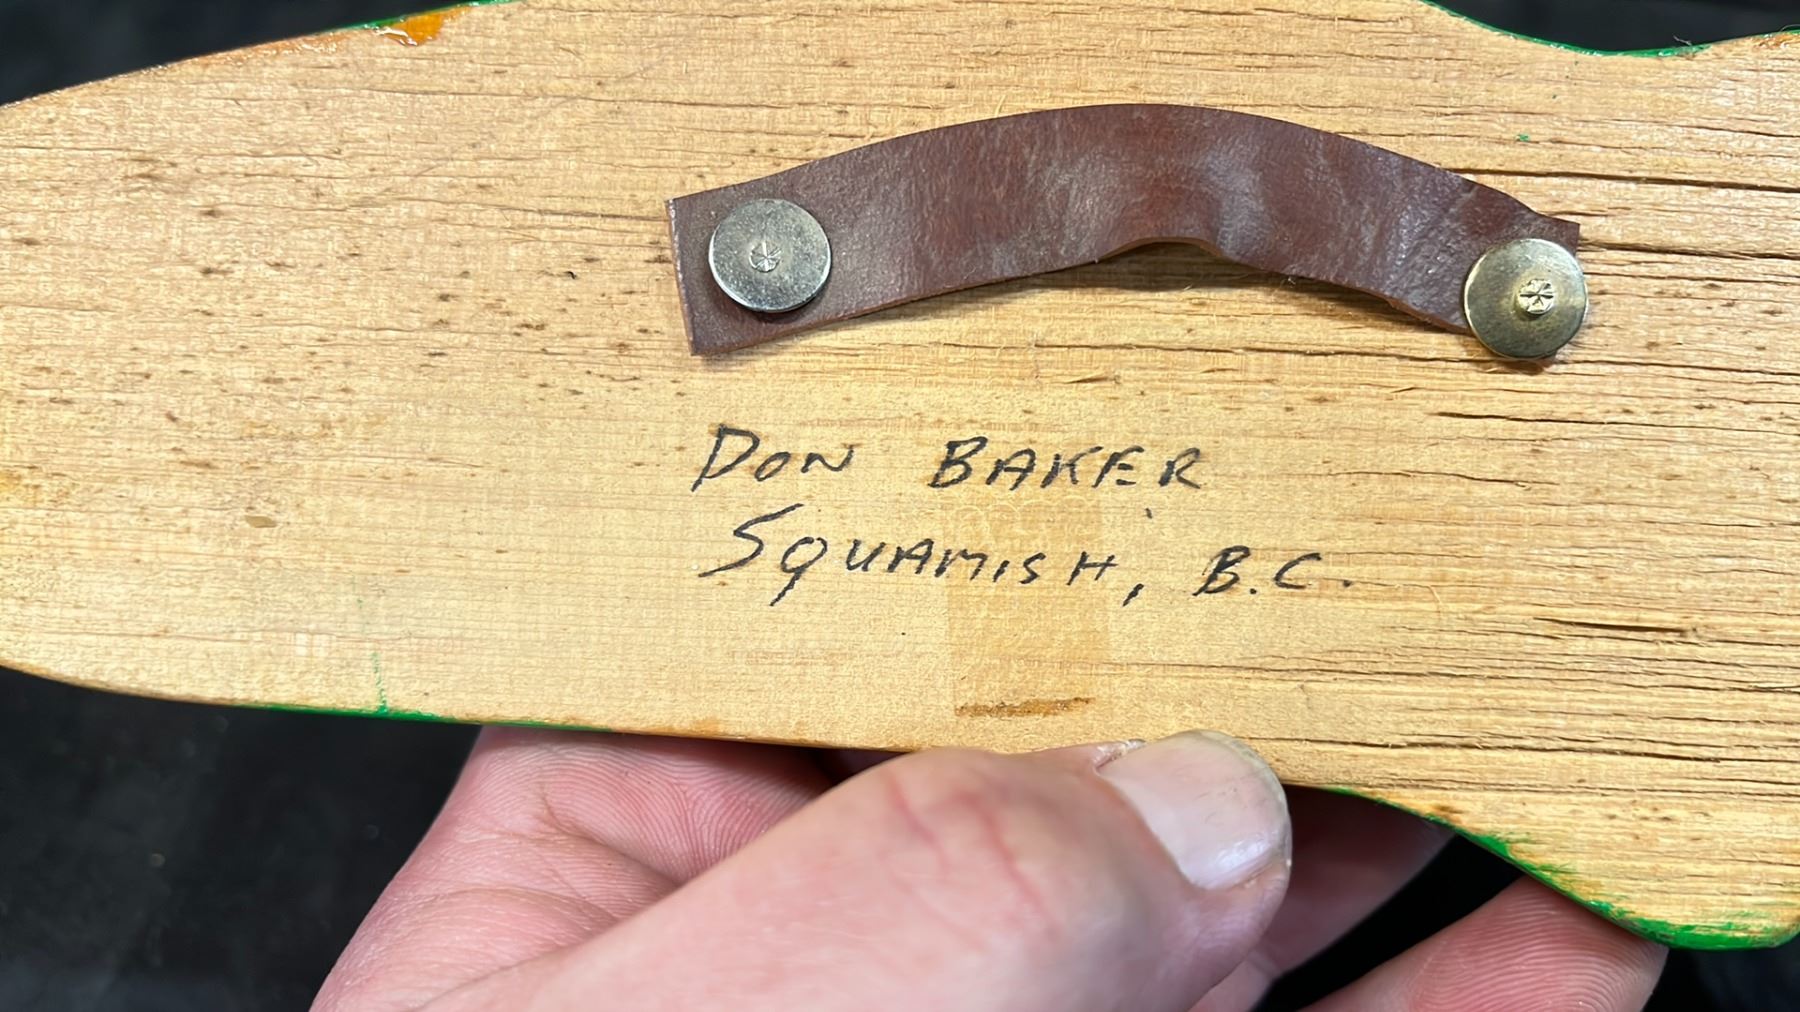 DON BAKER
SQUAMISH, B.C.